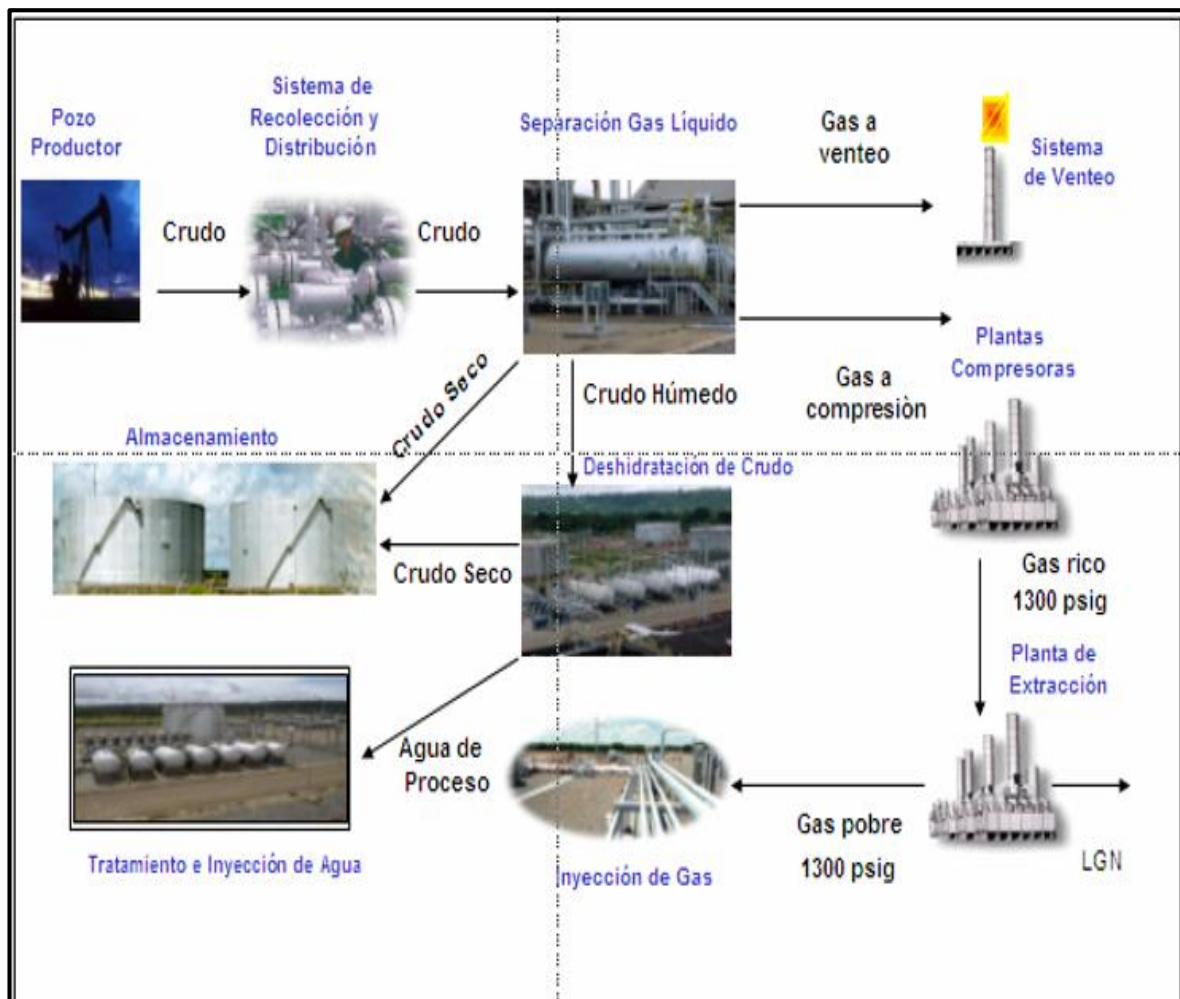 Pozo
Productor
Sistema de
Recolección y
Distribución
Separación Gas Líquido
Gas a
venteo
Sistema
de Venteo
Crudo
Crudo
Plantas
Compresoras
Gas a
compresiòn
Crudo Seco
Crudo Húmedo
Almacenamiento
Deshidratación de Crudo
Crudo Seco
Gas rico
1300 psig
Planta de
Extracción
Agua de
Proceso
Gas pobre
1300 psig
LGN
Tratamiento e Inyección de Agua
Inyección de Gas